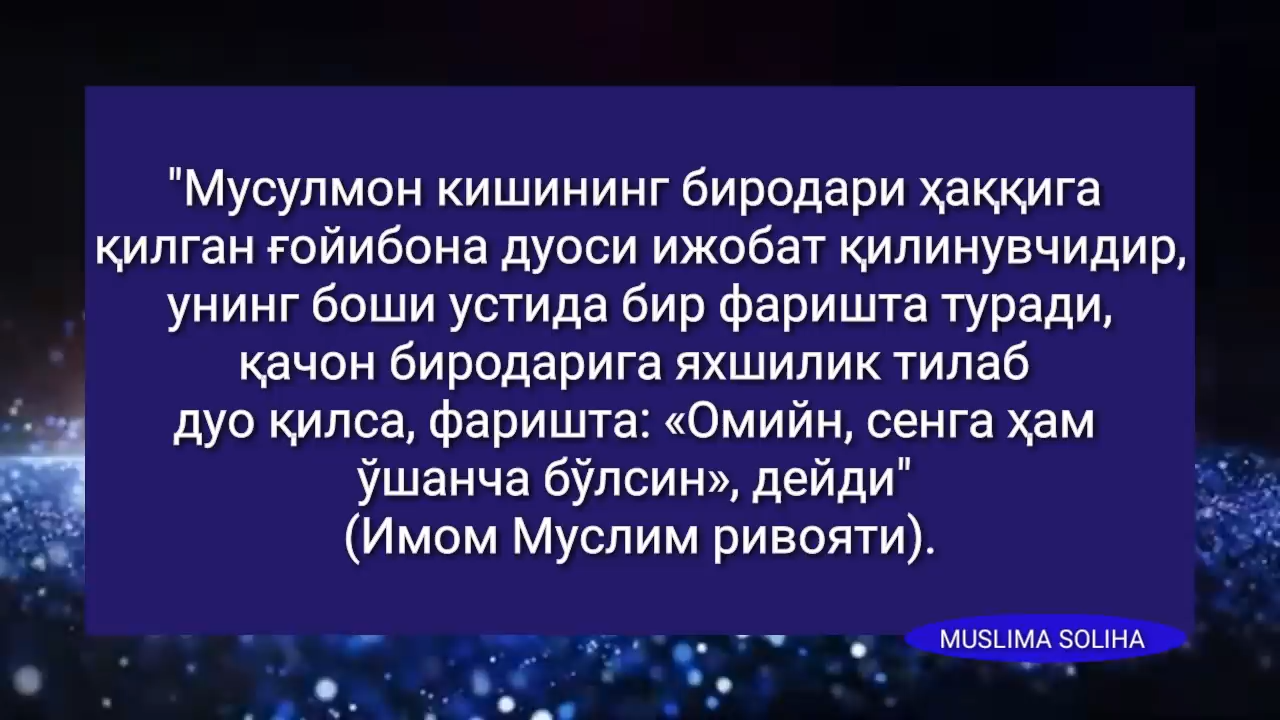 "Мусулмон кишининг биродари ҳаққига
қилган ғойибона дуоси ижобат қилинувчидир,
унинг боши устида бир фаришта туради,
қачон биродарига яхшилик тилаб
дуо қилса, фаришта: «Омийн, сенга ҳам
ўшанча бўлсин», дейди"
(Имом Муслим ривояти).
MUSLIMA SOLIHA